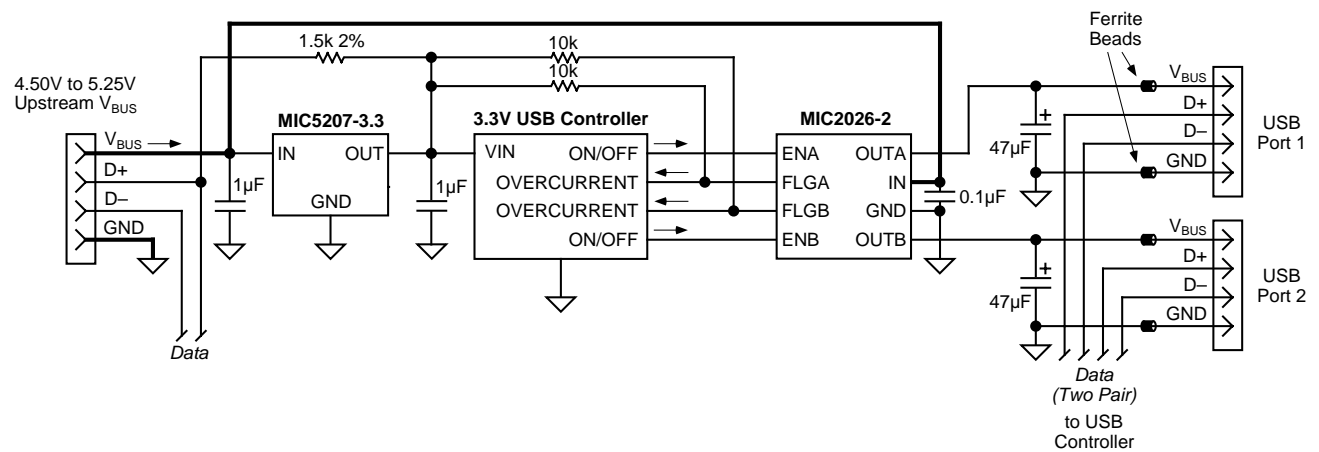 Ferrite
Beads
1.5k 2%
10k
10k
4.50V to 5.25V
Upstream VBUS
VBUS
D+
D–
GND
MIC5207-3.3
IN
OUT
GND
1µF
1µF
3.3V USB Controller
VIN
ON/OFF
OVERCURRENT
OVERCURRENT
ON/OFF
MIC2026-2
ENA
OUTA
FLGA
IN
FLGB
GND
ENB
OUTB
0.1µF
+
47µF
+
47µF
VBUS
D+
D–
GND
USB
Port 1
VBUS
D+
D–
GND
USB
Port 2
Data
Data
(Two Pair)
to USB
Controller